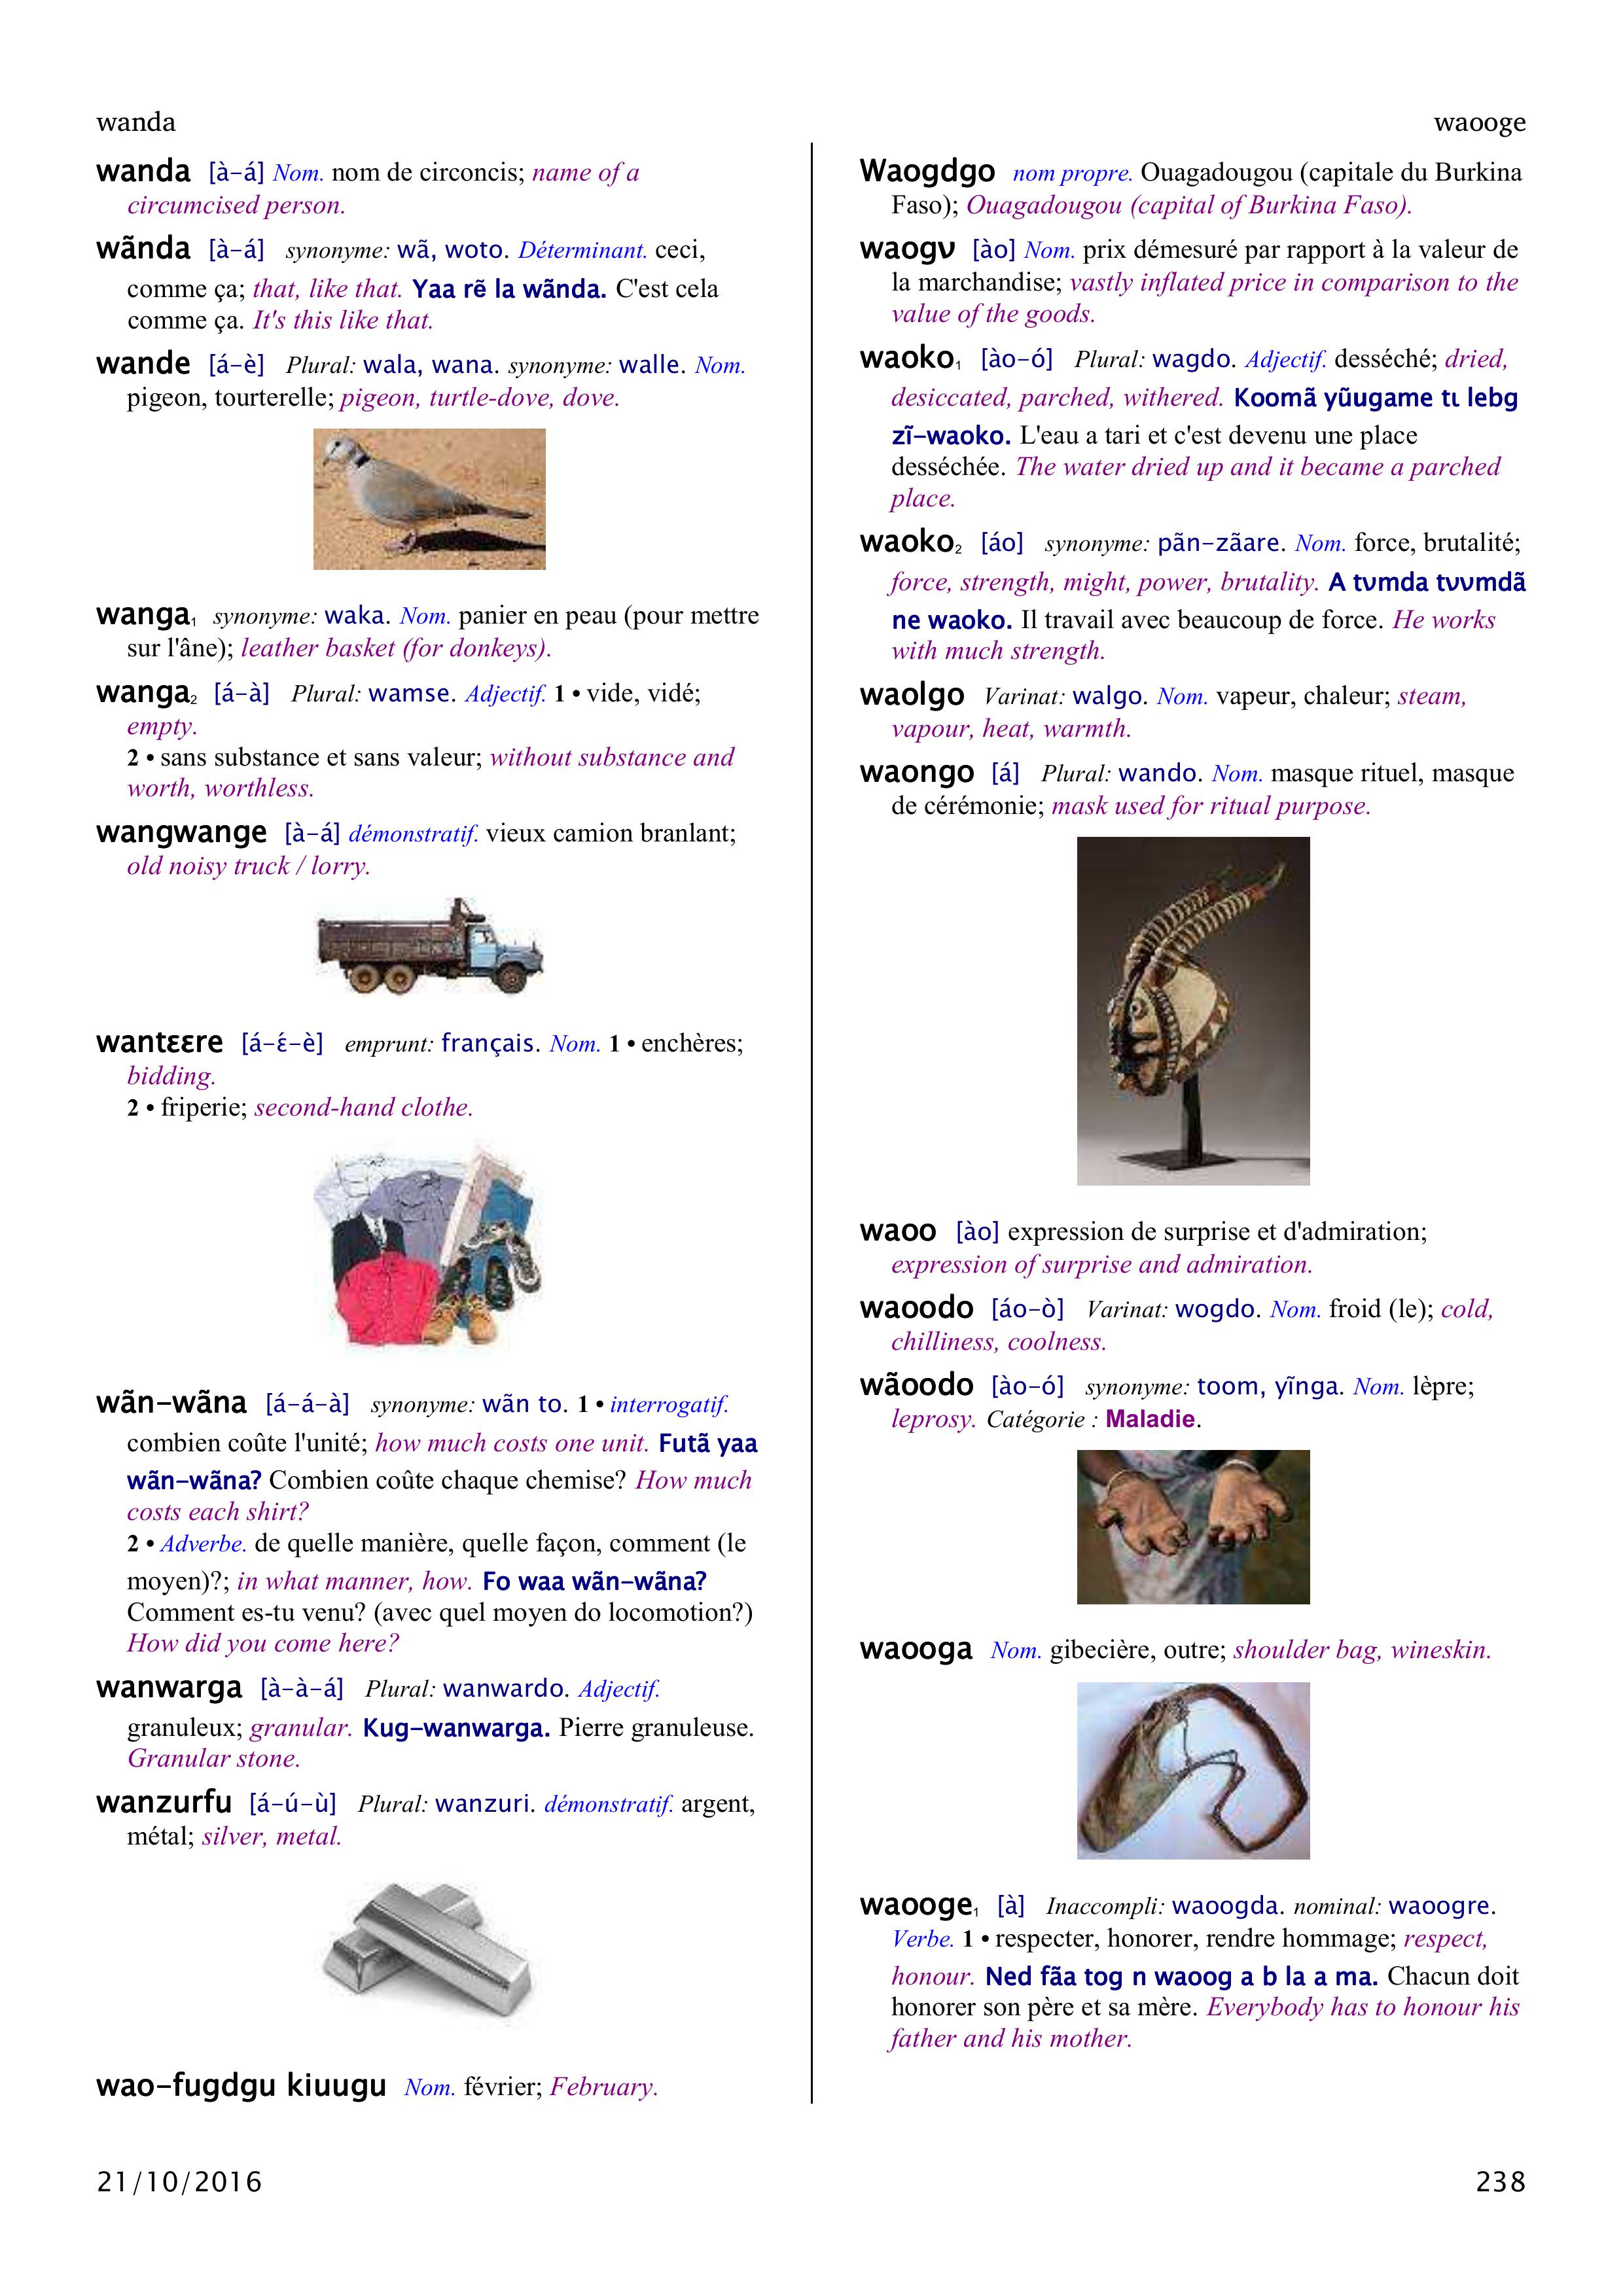 wanda
waooge
wanda [à-á] Nom. nom de circoncis; name of a
circumcised person.
wãnda [à-á] synonyme: wã, woto. Déterminant. ceci,
comme ça; that, like that. Yaa rẽ la wãnda. C'est cela
comme ça. It's this like that.
wande [á-è] Plural: wala, wana. synonyme: walle. Nom.
pigeon, tourterelle; pigeon, turtle-dove, dove.
wanga₁ synonyme: waka. Nom. panier en peau (pour mettre
sur l'âne); leather basket (for donkeys).
wanga₂ [á-à] Plural: wamse. Adjectif. 1 • vide, vidé;
empty.
2 • sans substance et sans valeur; without substance and
worth, worthless.
wangwange [à-á] démonstratif. vieux camion branlant;
old noisy truck / lorry.
wantɛɛre [á-ɛ́-è] emprunt: français. Nom. 1 • enchères;
bidding.
2 • friperie; second-hand clothe.
wãn-wãna [á-á-à] synonyme: wãn to. 1 • interrogatif.
combien coûte l'unité; how much costs one unit. Futã yaa
wãn-wãna? Combien coûte chaque chemise? How much
costs each shirt?
2 • Adverbe. de quelle manière, quelle façon, comment (le
moyen)?; in what manner, how. Fo waa wãn-wãna?
Comment es-tu venu? (avec quel moyen do locomotion?)
How did you come here?
wanwarga [à-à-á] Plural: wanwardo. Adjectif.
granuleux; granular. Kug-wanwarga. Pierre granuleuse.
Granular stone.
wanzurfu [á-ú-ù] Plural: wanzuri. démonstratif. argent,
métal; silver, metal.
wao-fugdgu kiuugu Nom. février; February.
Waogdgo nom propre. Ouagadougou (capitale du Burkina
Faso); Ouagadougou (capital of Burkina Faso).
waogʋ [ào] Nom. prix démesuré par rapport à la valeur de
la marchandise; vastly inflated price in comparison to the
value of the goods.
waoko₁ [ào-ó] Plural: wagdo. Adjectif. desséché; dried,
desiccated, parched, withered. Koomã yũugame tɩ lebg
zĩ-waoko. L'eau a tari et c'est devenu une place
desséchée. The water dried up and it became a parched
place.
waoko₂ [áo] synonyme: pãn-zãare. Nom. force, brutalité;
force, strength, might, power, brutality. A tʋmda tʋʋmdã
ne waoko. Il travail avec beaucoup de force. He works
with much strength.
waolgo Varinat: walgo. Nom. vapeur, chaleur; steam,
vapour, heat, warmth.
waongo [á] Plural: wando. Nom. masque rituel, masque
de cérémonie; mask used for ritual purpose.
waoo [ào] expression de surprise et d'admiration;
expression of surprise and admiration.
waoodo [áo-ò] Varinat: wogdo. Nom. froid (le); cold,
chilliness, coolness.
wãoodo [ào-ó] synonyme: toom, yĩnga. Nom. lèpre;
leprosy. Catégorie : Maladie.
waooga Nom. gibecière, outre; shoulder bag, wineskin.
waooge₁ [à] Inaccompli: waoogda. nominal: waoogre.
Verbe. 1 • respecter, honorer, rendre hommage; respect,
honour. Ned fãa tog n waoog a b la a ma. Chacun doit
honorer son père et sa mère. Everybody has to honour his
father and his mother.
21/10/2016
238